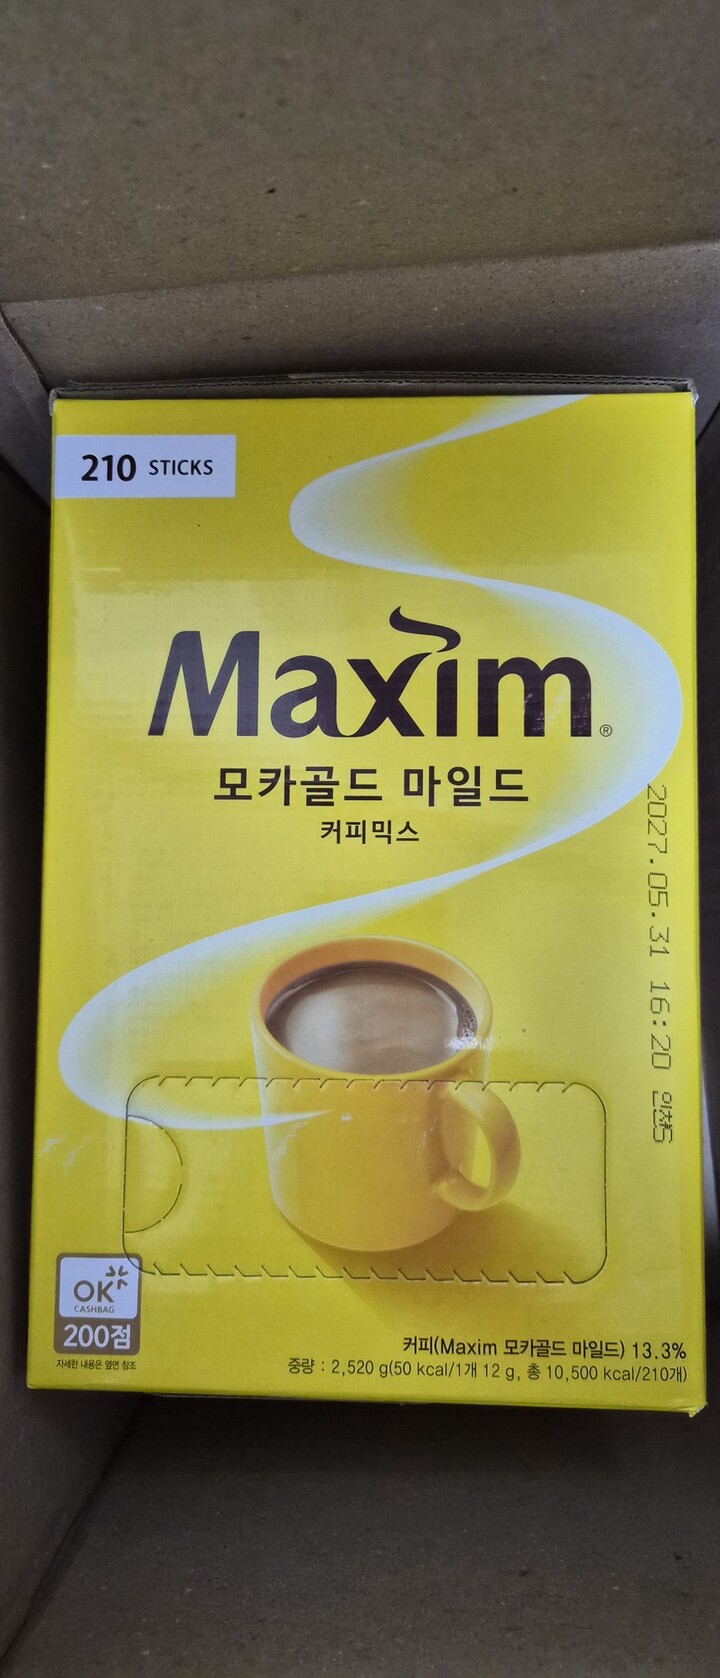 210 STICKS
Maxim®
모카골드 마일드
커피믹스
2027.05.31 16:20 인천S
OK
CASHBAG
200점
자세한 내용은 옆면 참조
커피(Maxim 모카골드 마일드) 13.3%
중량 : 2,520 g(50 kcal/1개 12 g, 총 10,500 kcal/210개)